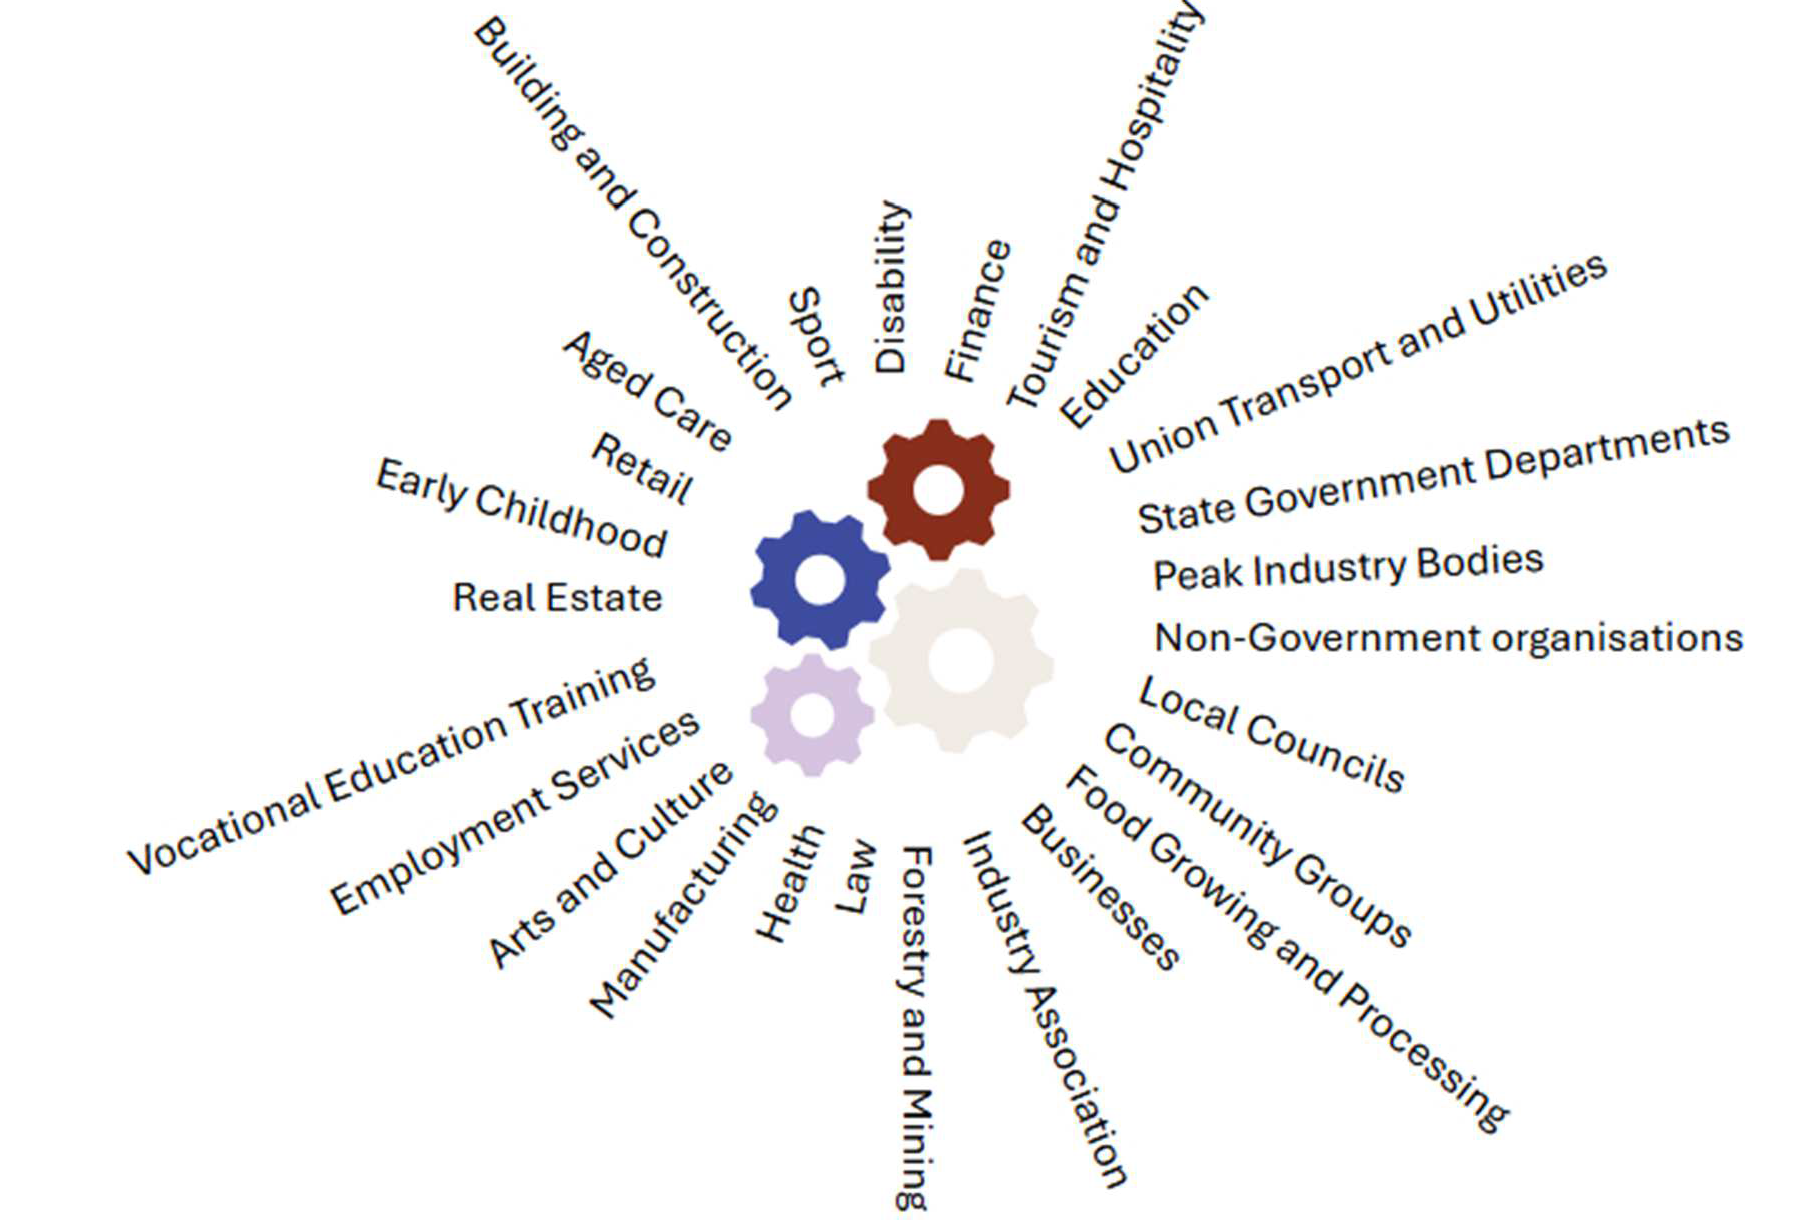 Building and Construction
Sport
Disability
Finance
Tourism and Hospitality
Education
Union Transport and Utilities
State Government Departments
Peak Industry Bodies
Non-Government organisations
Local Councils
Community Groups
Food Growing and Processing
Businesses
Industry Association
Forestry and Mining
Law
Health
Manufacturing
Arts and Culture
Employment Services
Vocational Education Training
Real Estate
Early Childhood
Retail
Aged Care